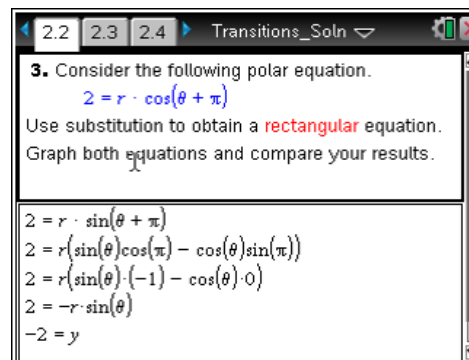 2.2 2.3 2.4 Transitions_Soln
3. Consider the following polar equation.
2 = r · cos(θ + π)
Use substitution to obtain a rectangular equation.
Graph both equations and compare your results.
2 = r · sin(θ + π)
2 = r(sin(θ)cos(π) − cos(θ)sin(π))
2 = r(sin(θ)·(−1) − cos(θ)·0)
2 = −r·sin(θ)
−2 = y